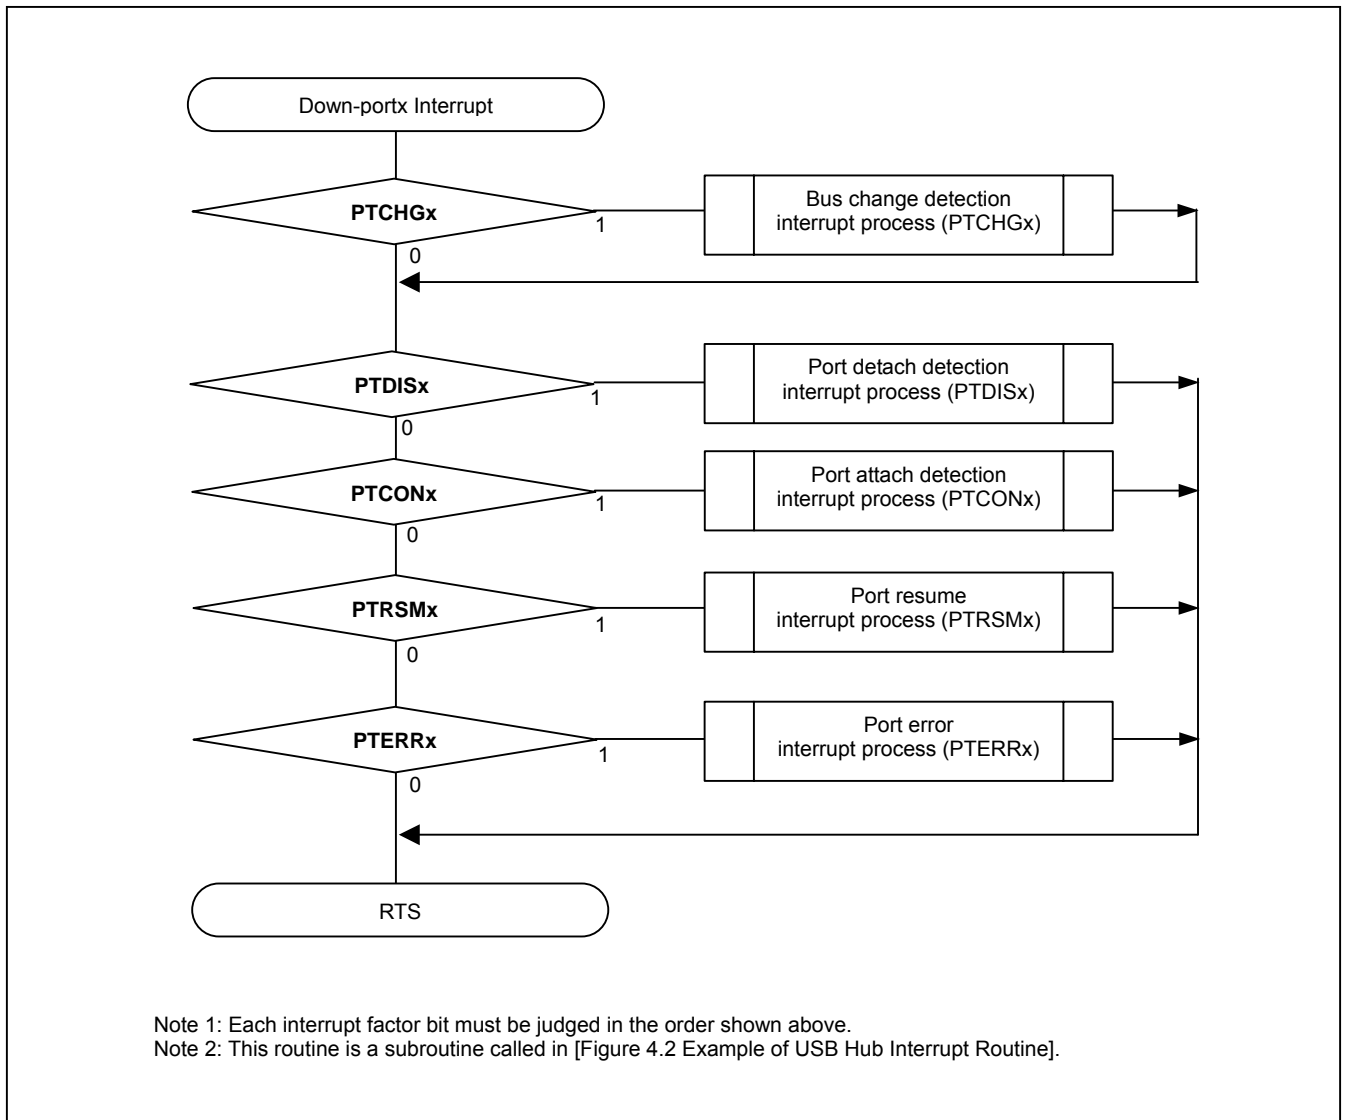 Down-portx Interrupt
PTCHGx
1
0
Bus change detection
interrupt process (PTCHGx)
PTDISx
1
0
Port detach detection
interrupt process (PTDISx)
PTCONx
1
0
Port attach detection
interrupt process (PTCONx)
PTRSMx
1
0
Port resume
interrupt process (PTRSMx)
PTERRx
1
0
Port error
interrupt process (PTERRx)
RTS
Note 1: Each interrupt factor bit must be judged in the order shown above.
Note 2: This routine is a subroutine called in [Figure 4.2 Example of USB Hub Interrupt Routine].